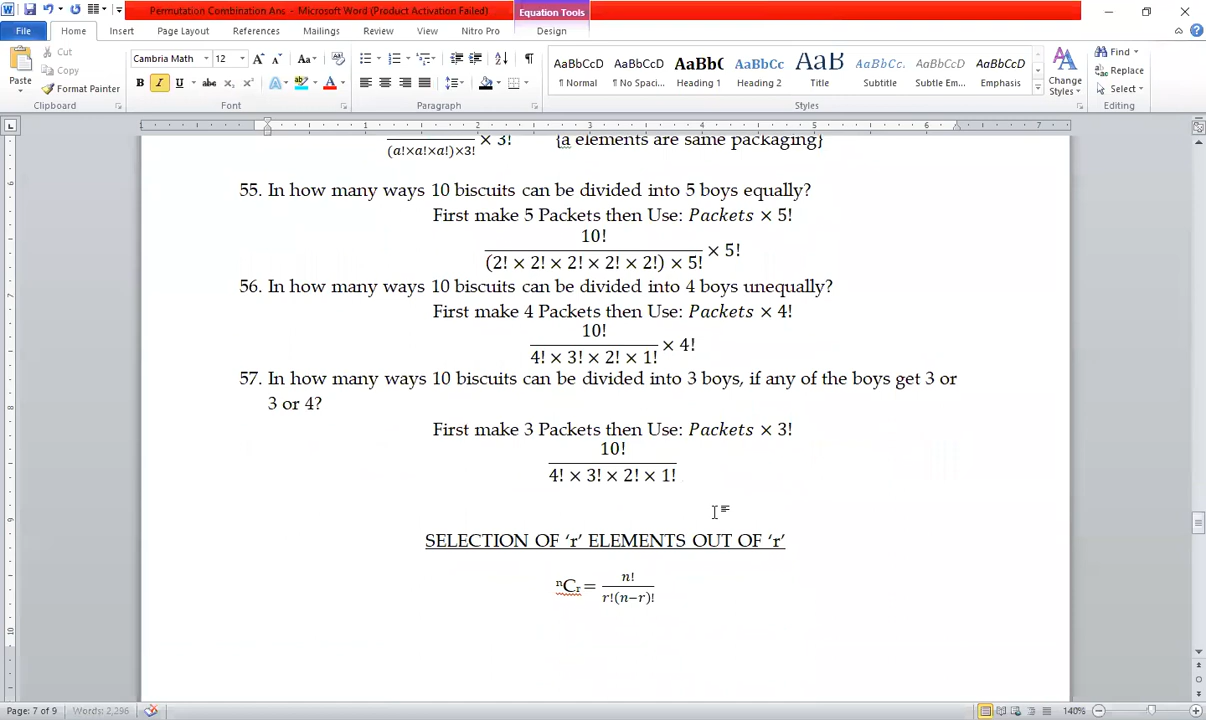 Permutation Combination Ans - Microsoft Word (Product Activation Failed)
Equation Tools
File Home Insert Page Layout References Mailings Review View Nitro Pro Design
Paste
Cut
Copy
Format Painter
Clipboard
Cambria Math 12
Font
Paragraph
AaBbCcD AaBbCcD AaBb( AaBbCc AaB AaBbCc. AaBbCcD AaBbCcD
¶ Normal ¶ No Spaci... Heading 1 Heading 2 Title Subtitle Subtle Em... Emphasis
Change Styles
Styles
Find
Replace
Select
Editing
1 1 2 3 4 5 6 7
(a!×a!×a!)×3! × 3! {a elements are same packaging}
55. In how many ways 10 biscuits can be divided into 5 boys equally?
First make 5 Packets then Use: Packets × 5!
10!
(2! × 2! × 2! × 2! × 2!) × 5! × 5!
56. In how many ways 10 biscuits can be divided into 4 boys unequally?
First make 4 Packets then Use: Packets × 4!
10!
4! × 3! × 2! × 1! × 4!
57. In how many ways 10 biscuits can be divided into 3 boys, if any of the boys get 3 or
3 or 4?
First make 3 Packets then Use: Packets × 3!
10!
4! × 3! × 2! × 1!
SELECTION OF ‘r’ ELEMENTS OUT OF ‘r’
ⁿCᵣ = n!
r!(n−r)!
Page: 7 of 9 Words: 2,296 140%